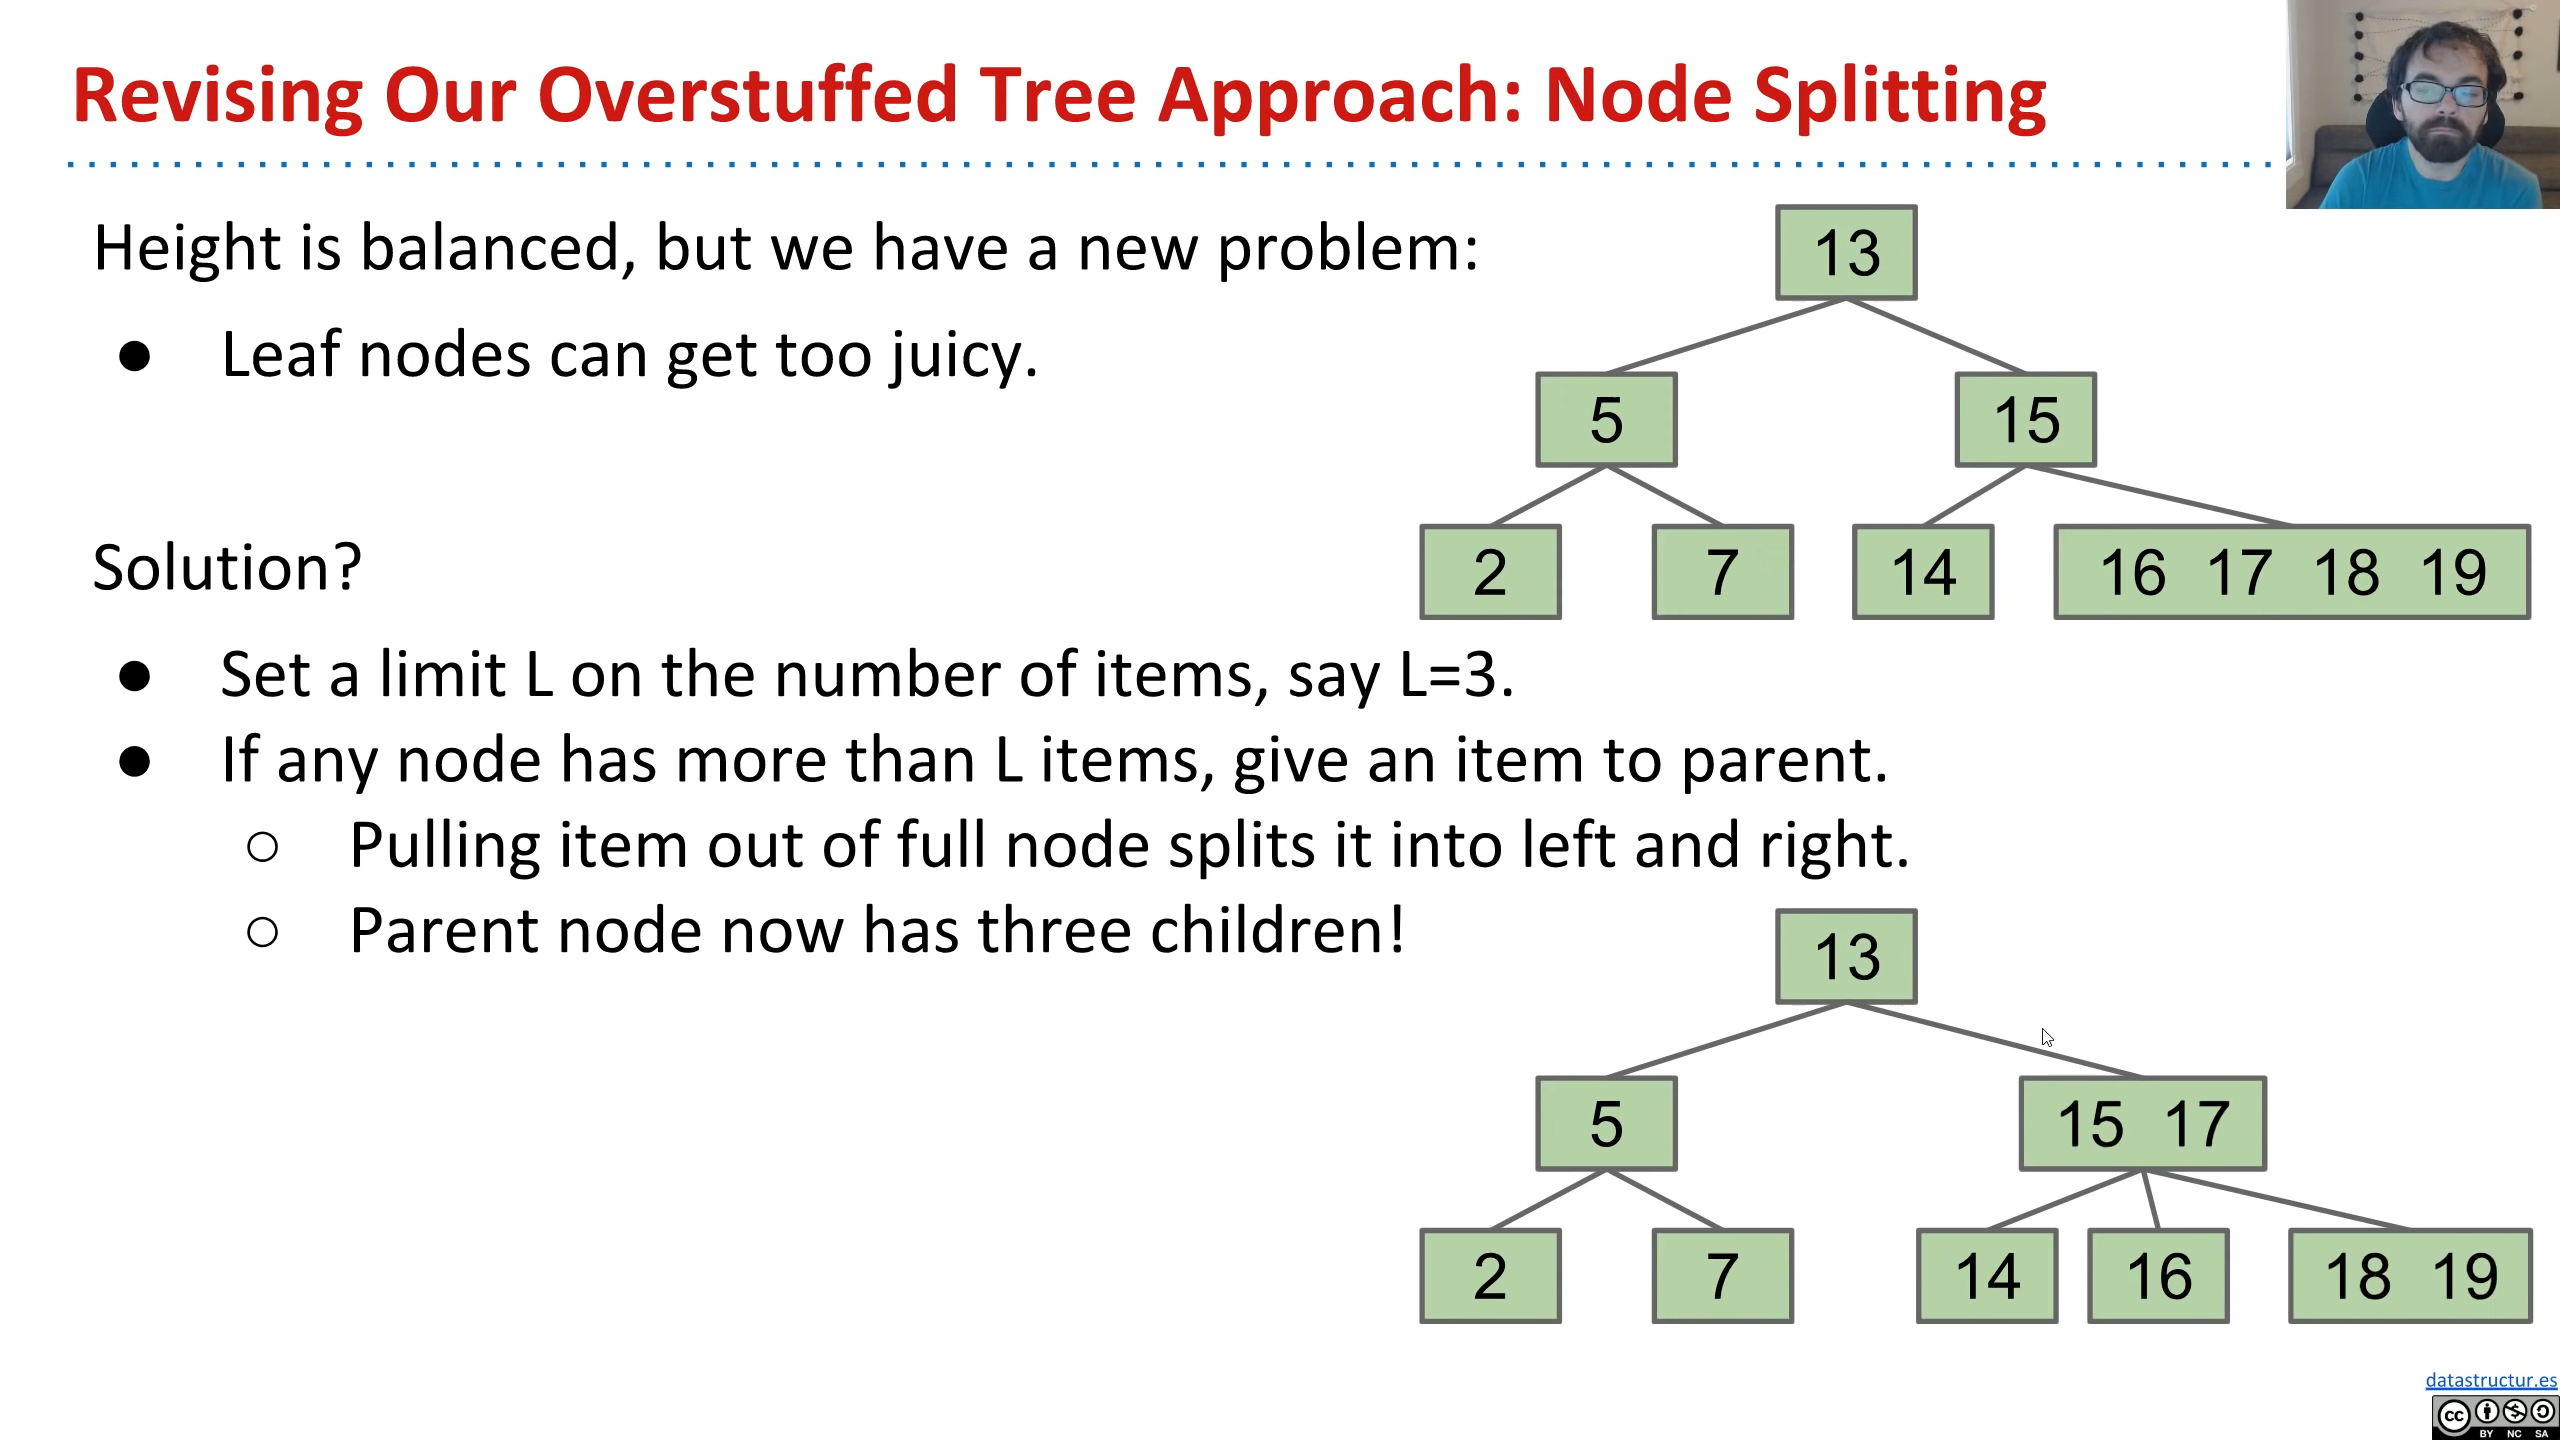 Revising Our Overstuffed Tree Approach: Node Splitting
Height is balanced, but we have a new problem:
● Leaf nodes can get too juicy.
13
5 15
2 7 14 16 17 18 19
Solution?
● Set a limit L on the number of items, say L=3.
● If any node has more than L items, give an item to parent.
○ Pulling item out of full node splits it into left and right.
○ Parent node now has three children!
13
5 15 17
2 7 14 16 18 19
datastructur.es
cc
BY NC SA